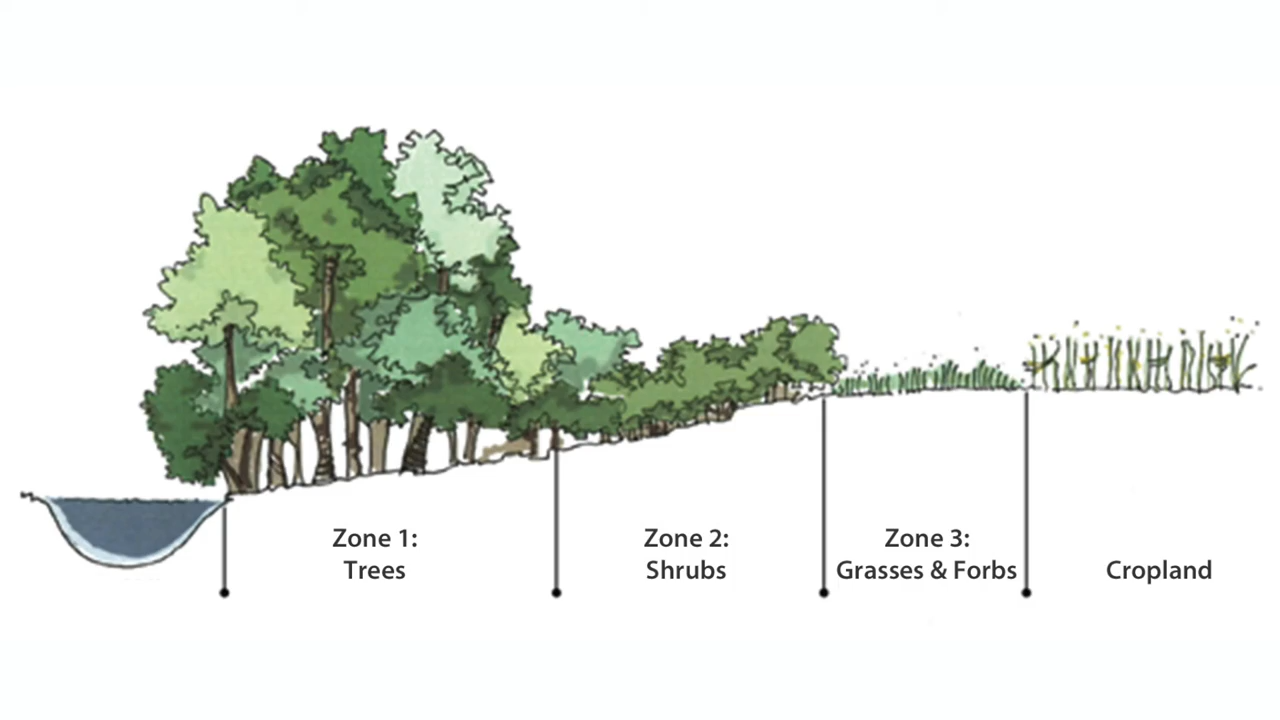 Zone 1:
Trees
Zone 2:
Shrubs
Zone 3:
Grasses & Forbs
Cropland